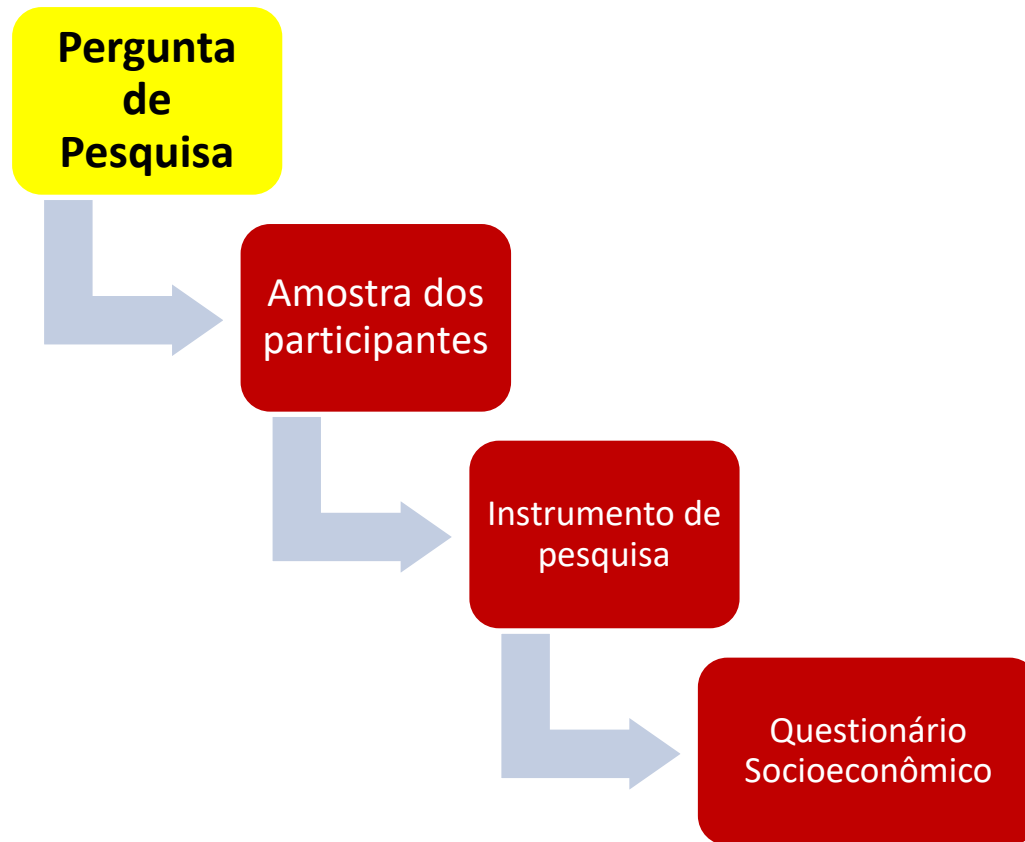 Pergunta
de
Pesquisa
Amostra dos
participantes
Instrumento de
pesquisa
Questionário
Socioeconômico